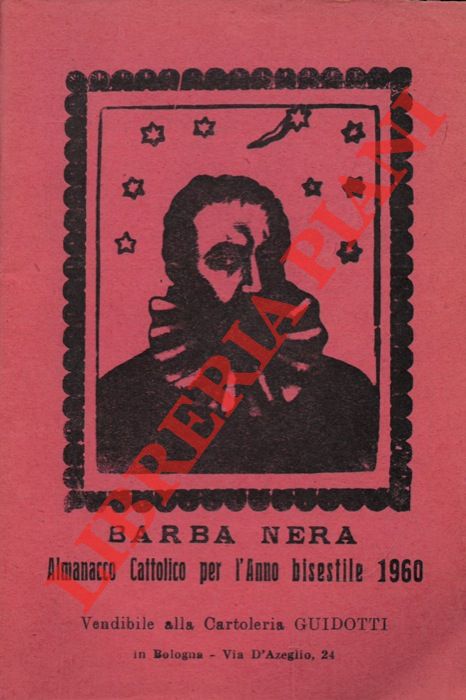 BARBA NERA
Almanacco Cattolico per l'Anno bisestile 1960
Vendibile alla Cartoleria GUIDOTTI
in Bologna - Via D'Azeglio, 24
LIBRERIA PIANI